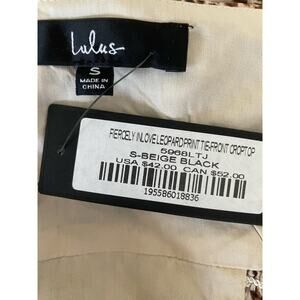 Lulus
S
MADE IN
CHINA
FIERCELY IN LOVE LEOPARD PRINT TIE-FRONT CROP TOP
5968LTJ
S-BEIGE BLACK
USA $42.00 CAN $52.00
195586018836